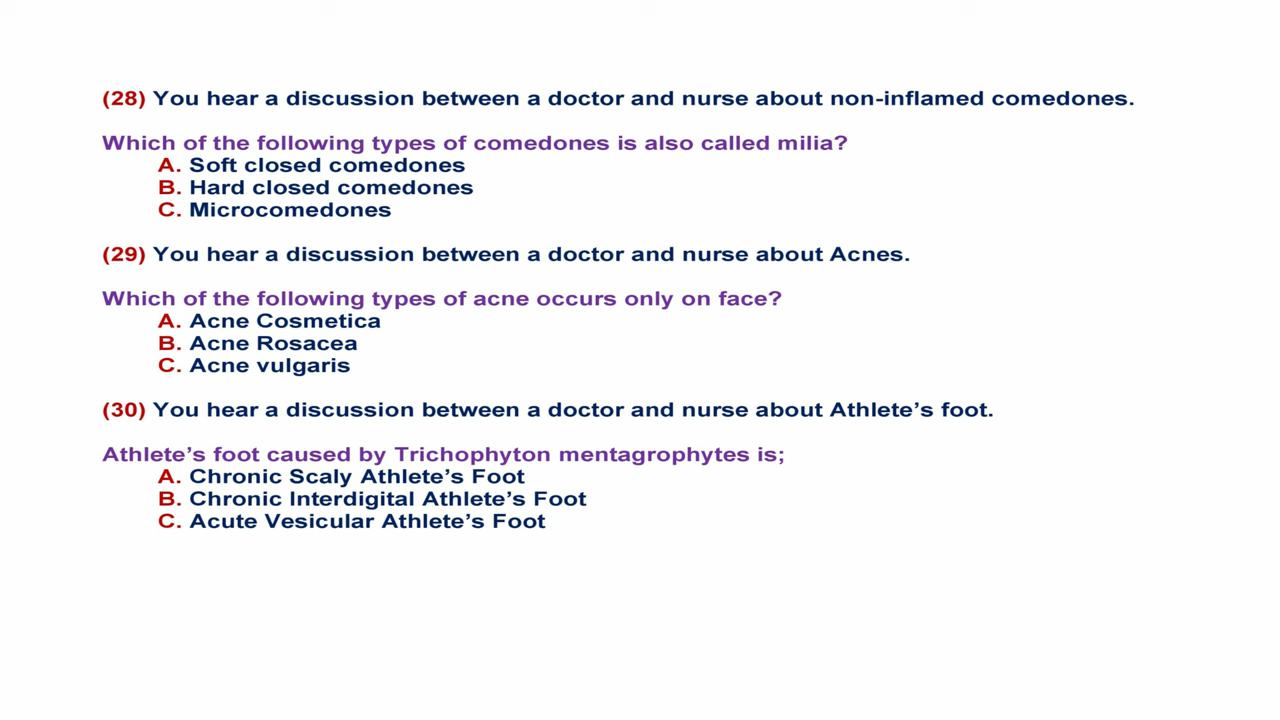 (28) You hear a discussion between a doctor and nurse about non-inflamed comedones.
Which of the following types of comedones is also called milia?
A. Soft closed comedones
B. Hard closed comedones
C. Microcomedones
(29) You hear a discussion between a doctor and nurse about Acnes.
Which of the following types of acne occurs only on face?
A. Acne Cosmetica
B. Acne Rosacea
C. Acne vulgaris
(30) You hear a discussion between a doctor and nurse about Athlete’s foot.
Athlete’s foot caused by Trichophyton mentagrophytes is;
A. Chronic Scaly Athlete’s Foot
B. Chronic Interdigital Athlete’s Foot
C. Acute Vesicular Athlete’s Foot